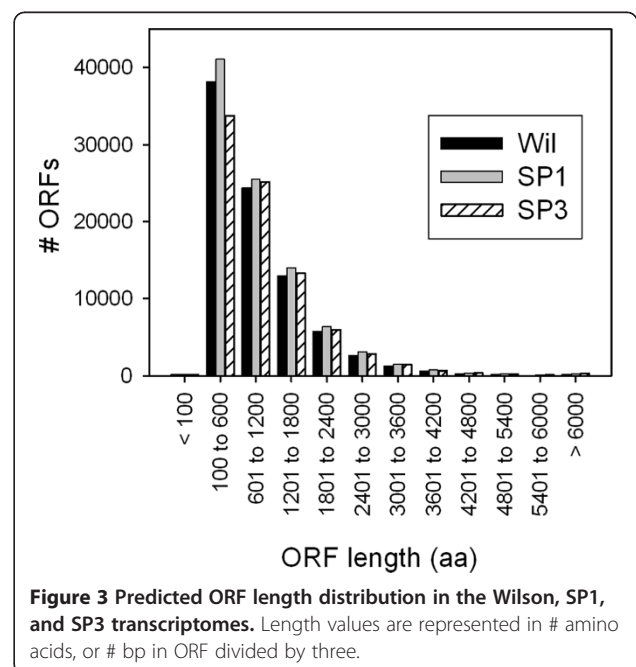 40000
30000
20000
10000
0
# ORFs
Wil
SP1
SP3
< 100
100 to 600
601 to 1200
1201 to 1800
1801 to 2400
2401 to 3000
3001 to 3600
3601 to 4200
4201 to 4800
4801 to 5400
5401 to 6000
> 6000
ORF length (aa)
Figure 3 Predicted ORF length distribution in the Wilson, SP1,
and SP3 transcriptomes. Length values are represented in # amino
acids, or # bp in ORF divided by three.